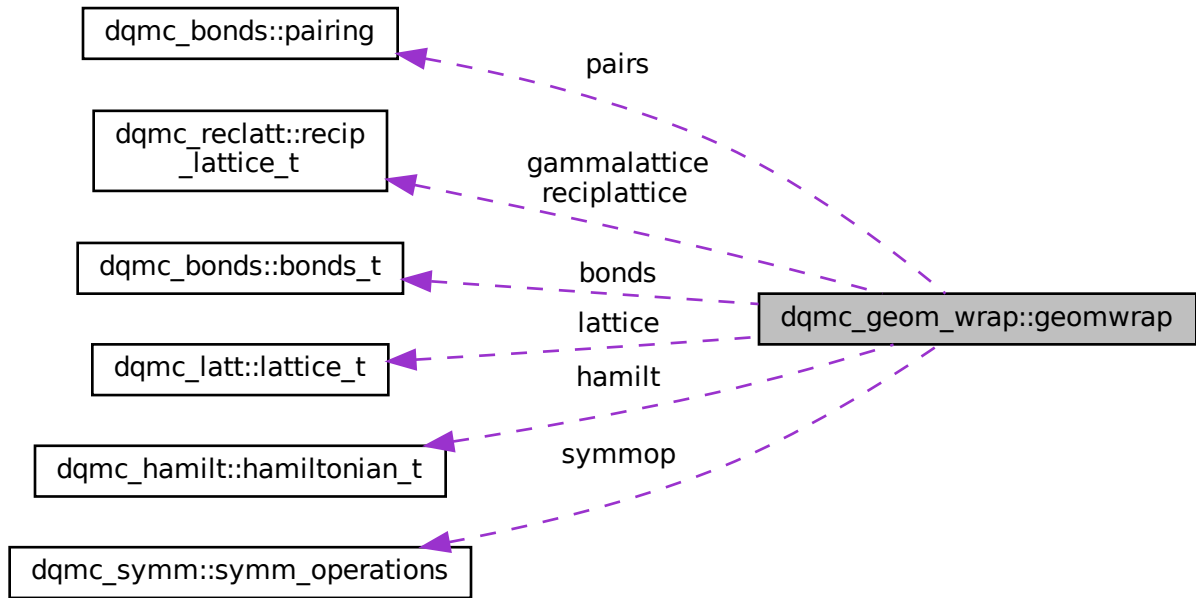 dqmc_bonds::pairing
pairs
dqmc_reclatt::recip
_lattice_t
gammalattice
reciplattice
dqmc_bonds::bonds_t
bonds
dqmc_geom_wrap::geomwrap
lattice
dqmc_latt::lattice_t
hamilt
dqmc_hamilt::hamiltonian_t
symmop
dqmc_symm::symm_operations